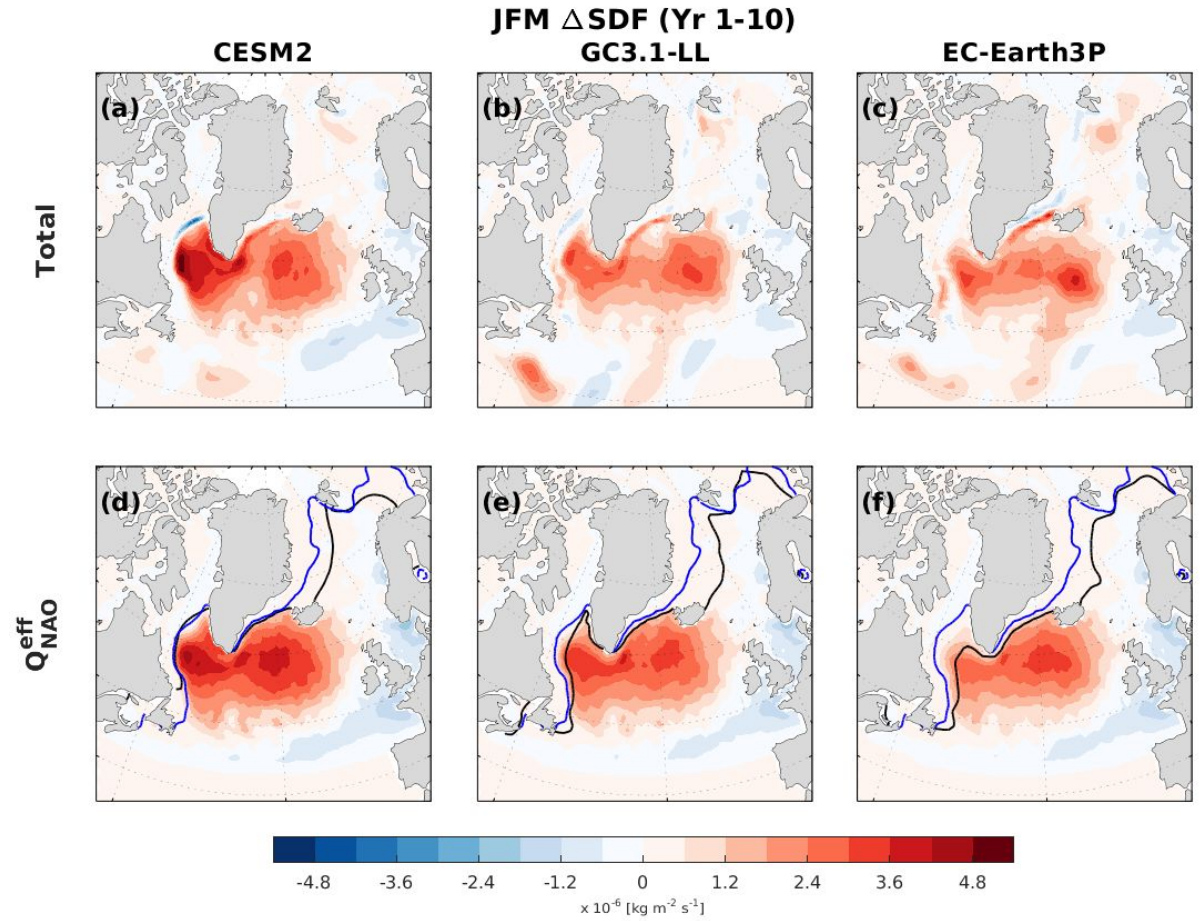 JFM △SDF (Yr 1-10)
CESM2 GC3.1-LL EC-Earth3P
Total
(a) (b) (c)
Q^eff_NAO
(d) (e) (f)
-4.8 -3.6 -2.4 -1.2 0 1.2 2.4 3.6 4.8
x 10^-6 [kg m^-2 s^-1]